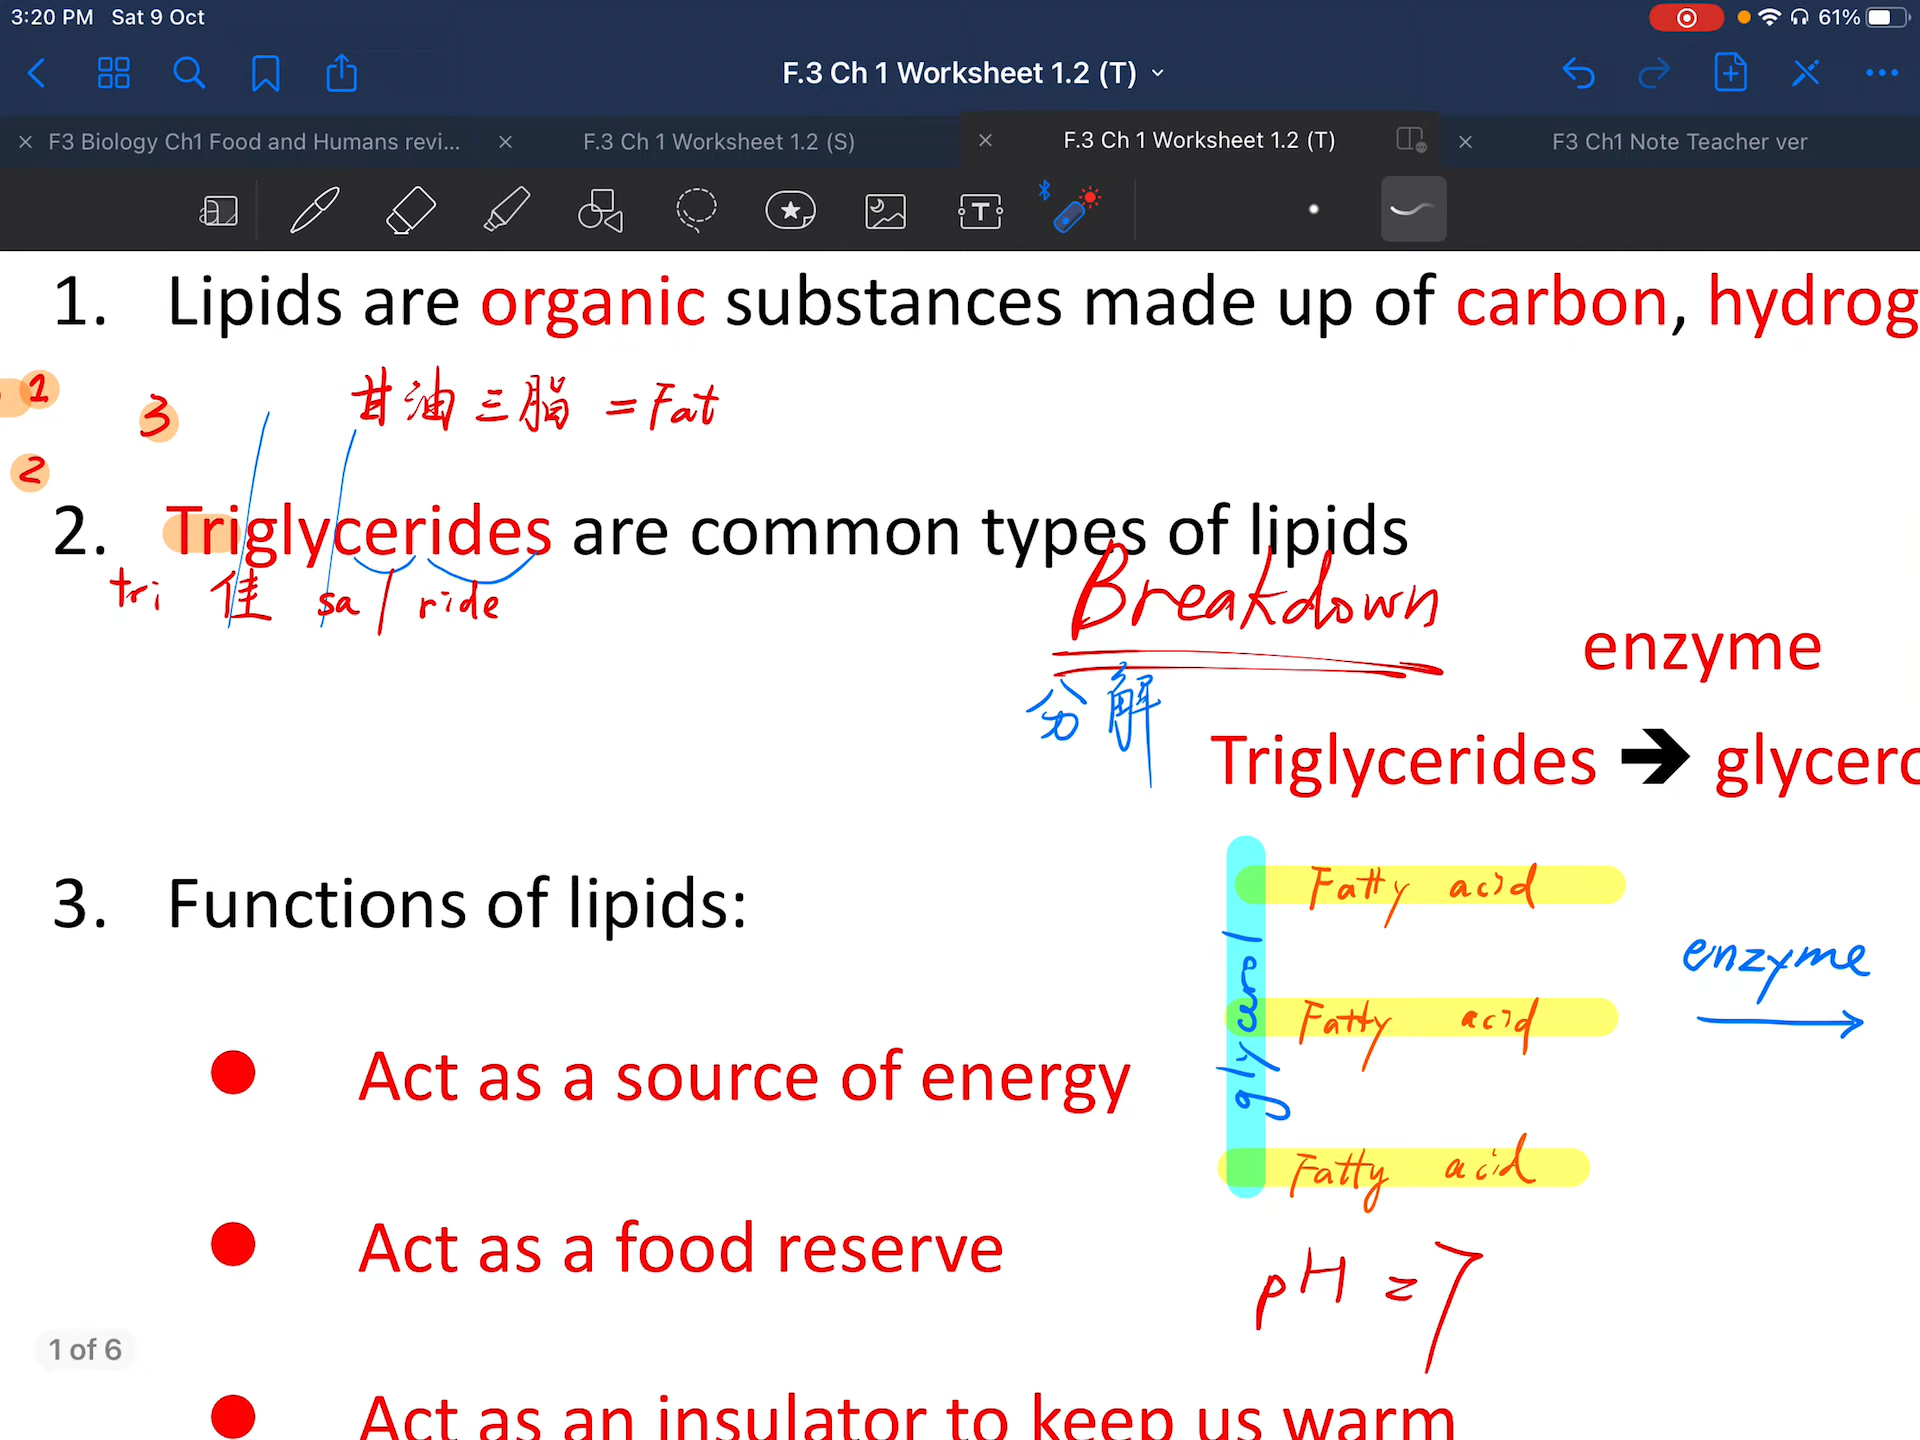 3:20 PM Sat 9 Oct
61%
F.3 Ch 1 Worksheet 1.2 (T)
F3 Biology Ch1 Food and Humans revi...
F.3 Ch 1 Worksheet 1.2 (S)
F.3 Ch 1 Worksheet 1.2 (T)
F3 Ch1 Note Teacher ver
1. Lipids are organic substances made up of carbon, hydrog
1
3
甘油三脂 = Fat
2
2. Triglycerides are common types of lipids
tri 佳 sa / ride
Breakdown
enzyme
分解
Triglycerides ➔ glycero
3. Functions of lipids:
Fatty acid
glycerol
enzyme
Fatty acid
● Act as a source of energy
Fatty acid
● Act as a food reserve
pH = 7
1 of 6
● Act as an insulator to keep us warm